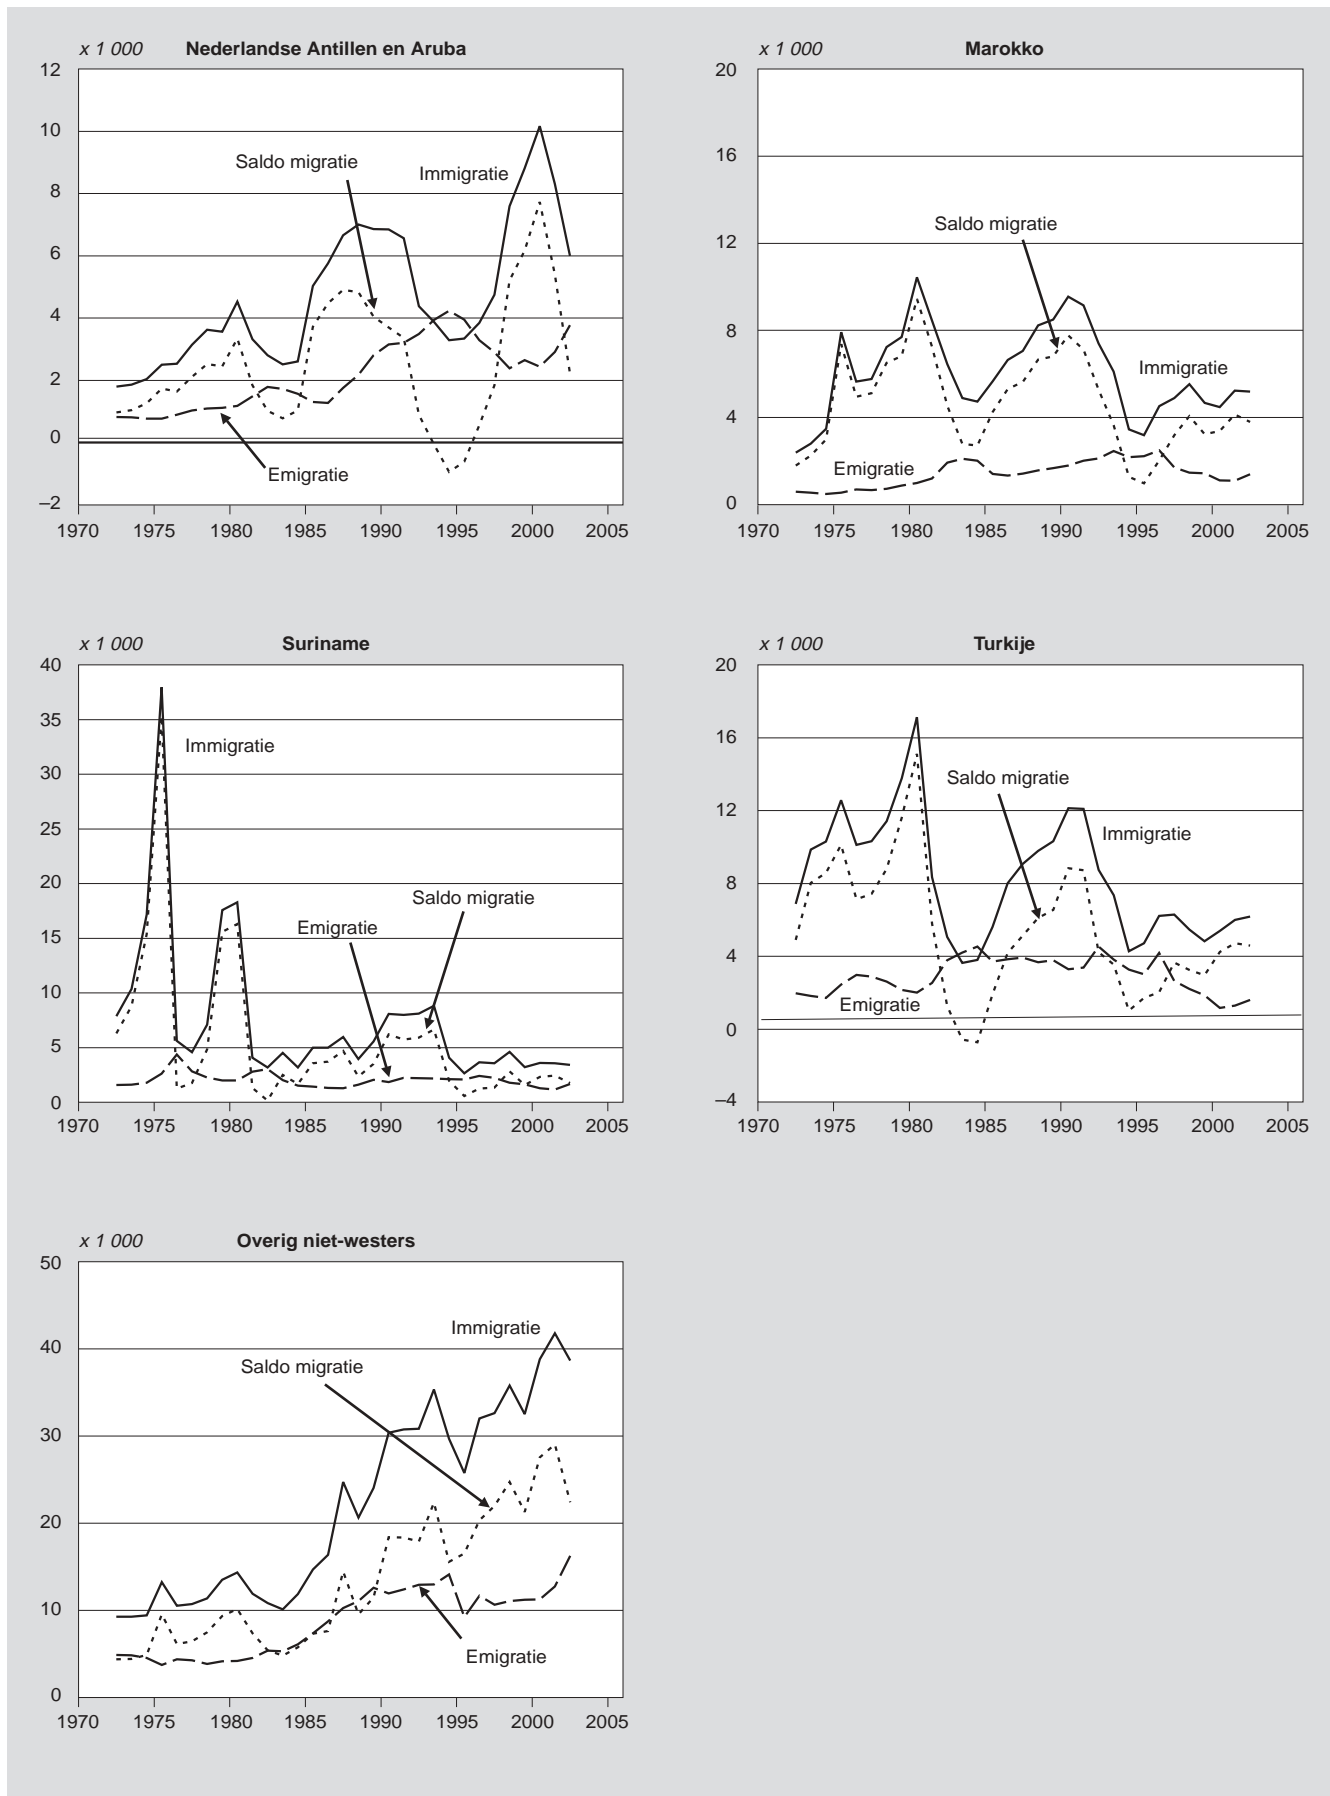 x 1 000 Nederlandse Antillen en Aruba
12
10
8
6
4
2
0
–2
Saldo migratie
Immigratie
Emigratie
1970 1975 1980 1985 1990 1995 2000 2005
x 1 000 Marokko
20
16
12
8
4
0
Saldo migratie
Immigratie
Emigratie
1970 1975 1980 1985 1990 1995 2000 2005
x 1 000 Suriname
40
35
30
25
20
15
10
5
0
Immigratie
Saldo migratie
Emigratie
1970 1975 1980 1985 1990 1995 2000 2005
x 1 000 Turkije
20
16
12
8
4
0
–4
Saldo migratie
Immigratie
Emigratie
1970 1975 1980 1985 1990 1995 2000 2005
x 1 000 Overig niet-westers
50
40
30
20
10
0
Immigratie
Saldo migratie
Emigratie
1970 1975 1980 1985 1990 1995 2000 2005